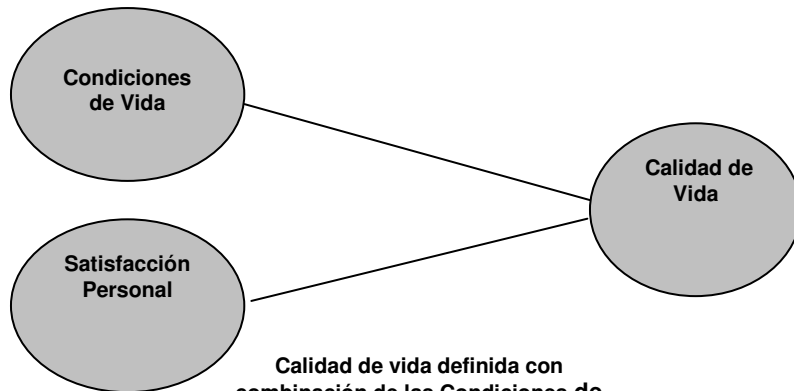 Condiciones
de Vida
Calidad de
Vida
Satisfacción
Personal
Calidad de vida definida con
combinación de las Condiciones de